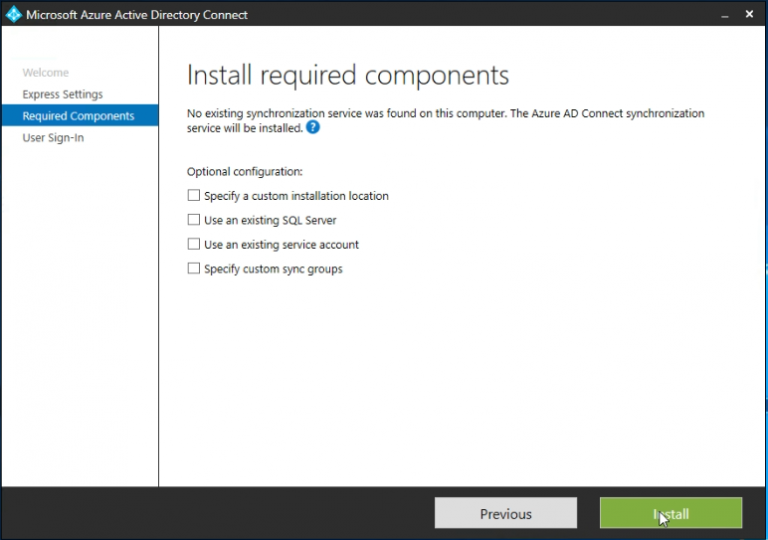 Microsoft Azure Active Directory Connect
Welcome
Express Settings
Required Components
User Sign-In
Install required components
No existing synchronization service was found on this computer. The Azure AD Connect synchronization
service will be installed. ?
Optional configuration:
Specify a custom installation location
Use an existing SQL Server
Use an existing service account
Specify custom sync groups
Previous
Install